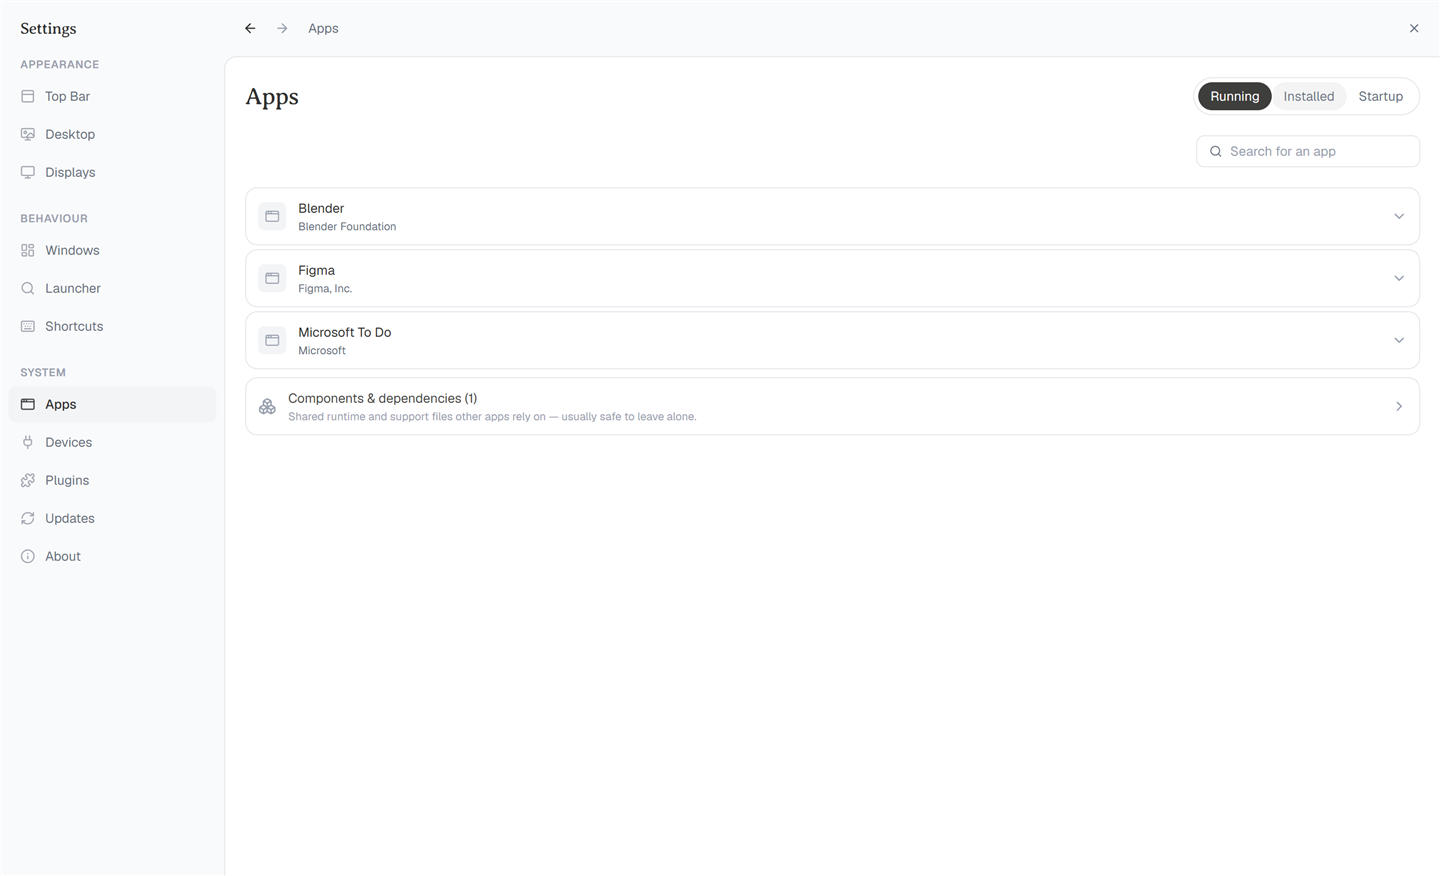 Settings
Apps
APPEARANCE
Top Bar
Desktop
Displays
BEHAVIOUR
Windows
Launcher
Shortcuts
SYSTEM
Apps
Devices
Plugins
Updates
About
Apps
Running
Installed
Startup
Search for an app
Blender
Blender Foundation
Figma
Figma, Inc.
Microsoft To Do
Microsoft
Components & dependencies (1)
Shared runtime and support files other apps rely on — usually safe to leave alone.